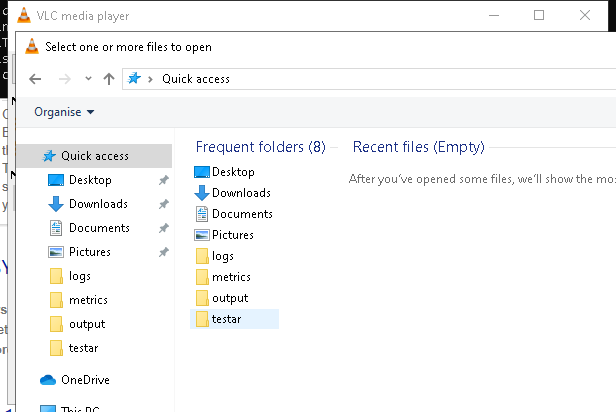 VLC media player
Select one or more files to open
Quick access
Organise
Quick access
Desktop
Downloads
Documents
Pictures
logs
metrics
output
testar
OneDrive
This PC
Frequent folders (8)
Desktop
Downloads
Documents
Pictures
logs
metrics
output
testar
Recent files (Empty)
After you've opened some files, we'll show the mos